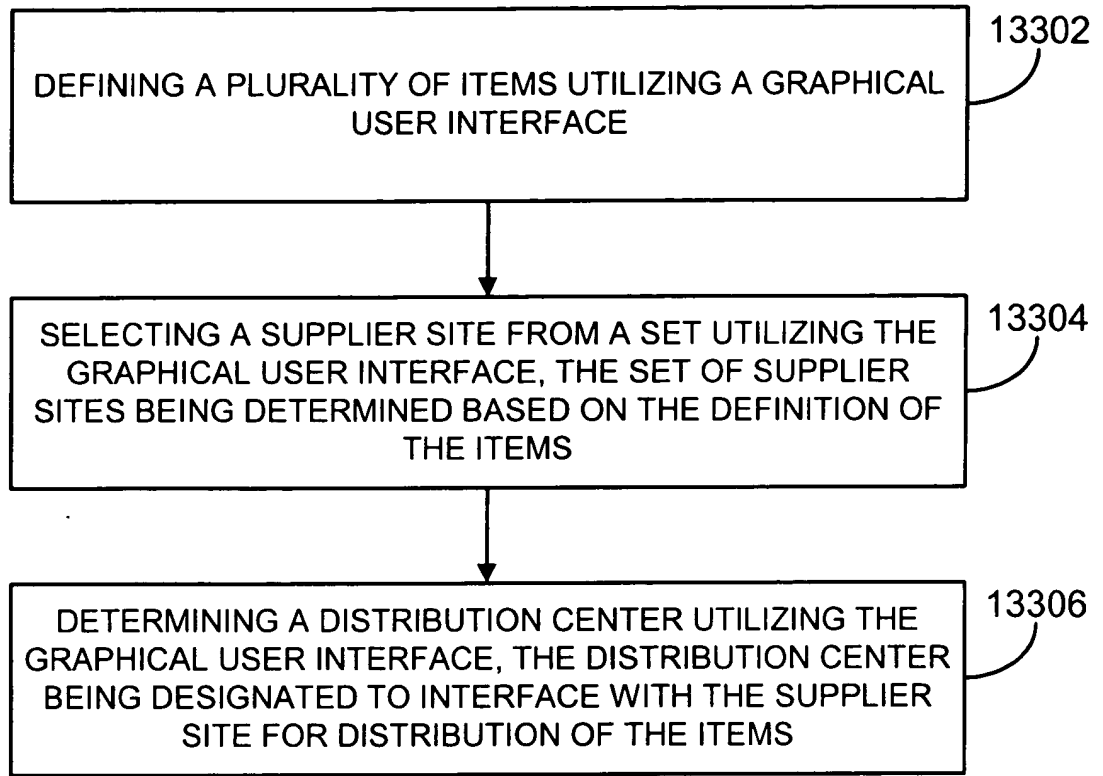 13302
DEFINING A PLURALITY OF ITEMS UTILIZING A GRAPHICAL
USER INTERFACE
13304
SELECTING A SUPPLIER SITE FROM A SET UTILIZING THE
GRAPHICAL USER INTERFACE, THE SET OF SUPPLIER
SITES BEING DETERMINED BASED ON THE DEFINITION OF
THE ITEMS
13306
DETERMINING A DISTRIBUTION CENTER UTILIZING THE
GRAPHICAL USER INTERFACE, THE DISTRIBUTION CENTER
BEING DESIGNATED TO INTERFACE WITH THE SUPPLIER
SITE FOR DISTRIBUTION OF THE ITEMS